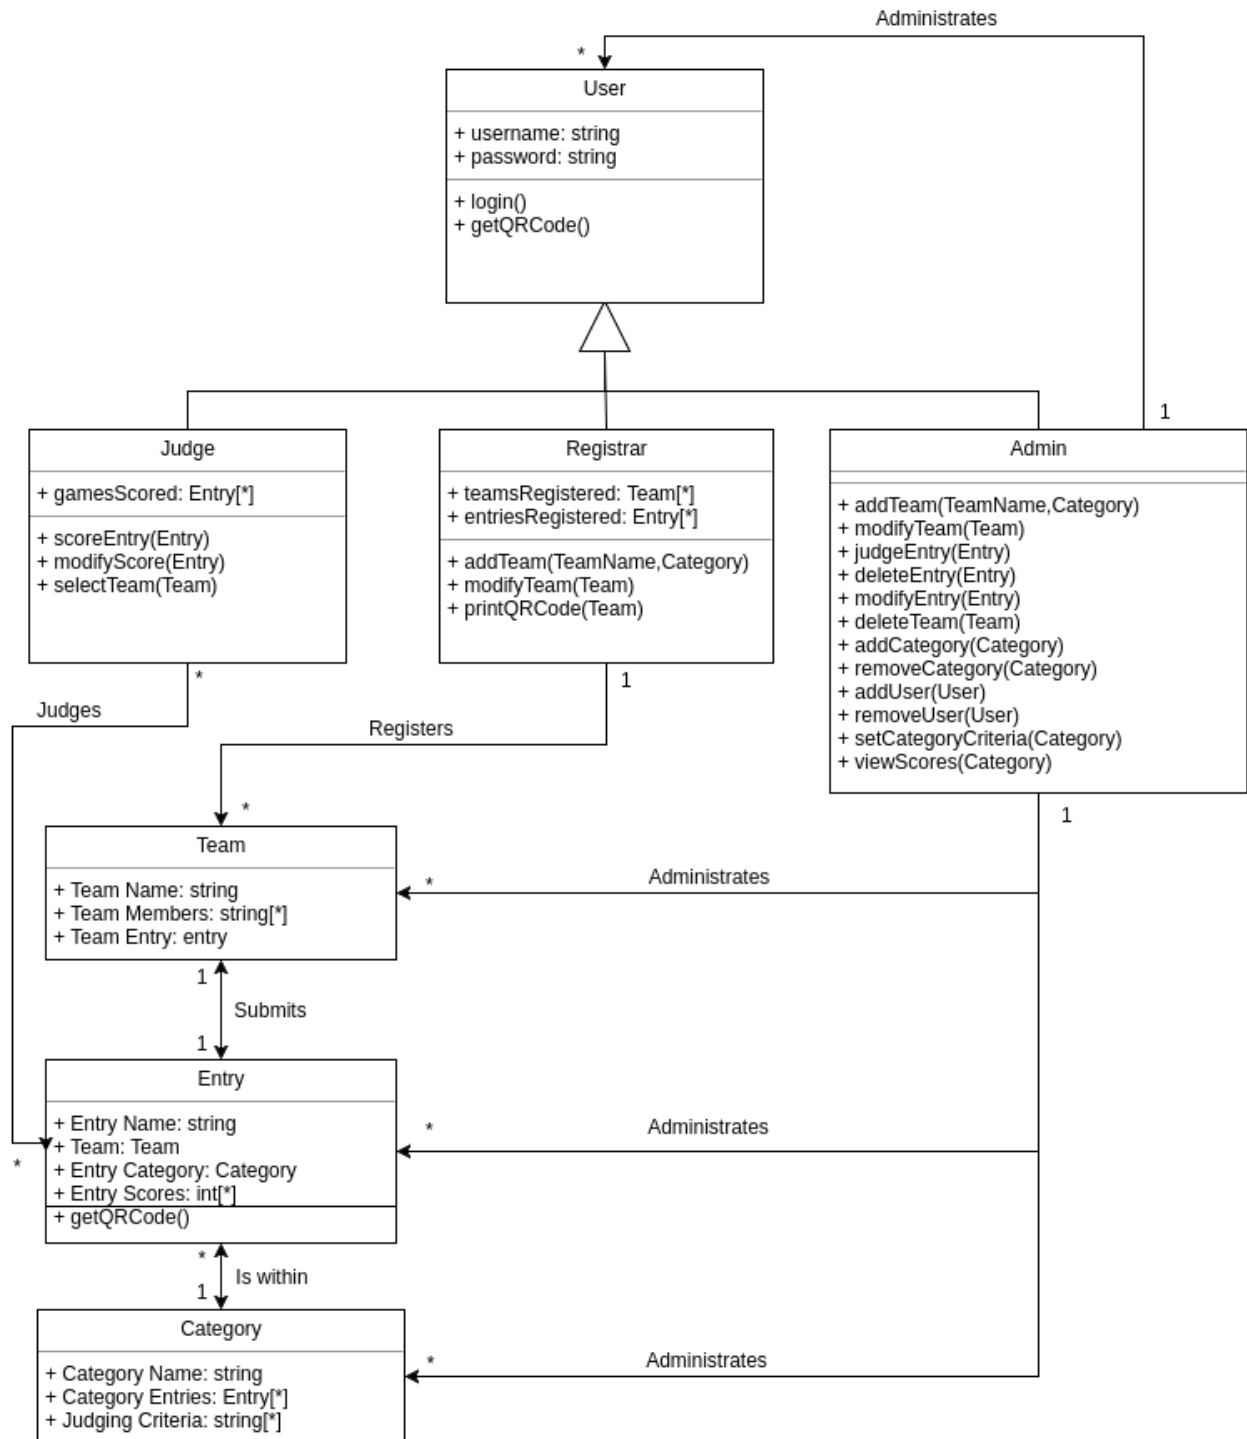 Administrates
*
User
+ username: string
+ password: string
+ login()
+ getQRCode()
1
Judge
+ gamesScored: Entry[*]
+ scoreEntry(Entry)
+ modifyScore(Entry)
+ selectTeam(Team)
Registrar
+ teamsRegistered: Team[*]
+ entriesRegistered: Entry[*]
+ addTeam(TeamName,Category)
+ modifyTeam(Team)
+ printQRCode(Team)
Admin
+ addTeam(TeamName,Category)
+ modifyTeam(Team)
+ judgeEntry(Entry)
+ deleteEntry(Entry)
+ modifyEntry(Entry)
+ deleteTeam(Team)
+ addCategory(Category)
+ removeCategory(Category)
+ addUser(User)
+ removeUser(User)
+ setCategoryCriteria(Category)
+ viewScores(Category)
*
1
Judges
Registers
*
1
Team
+ Team Name: string
+ Team Members: string[*]
+ Team Entry: entry
*
Administrates
1
Submits
1
Entry
+ Entry Name: string
+ Team: Team
+ Entry Category: Category
+ Entry Scores: int[*]
+ getQRCode()
*
*
Administrates
*
Is within
1
Category
+ Category Name: string
+ Category Entries: Entry[*]
+ Judging Criteria: string[*]
*
Administrates